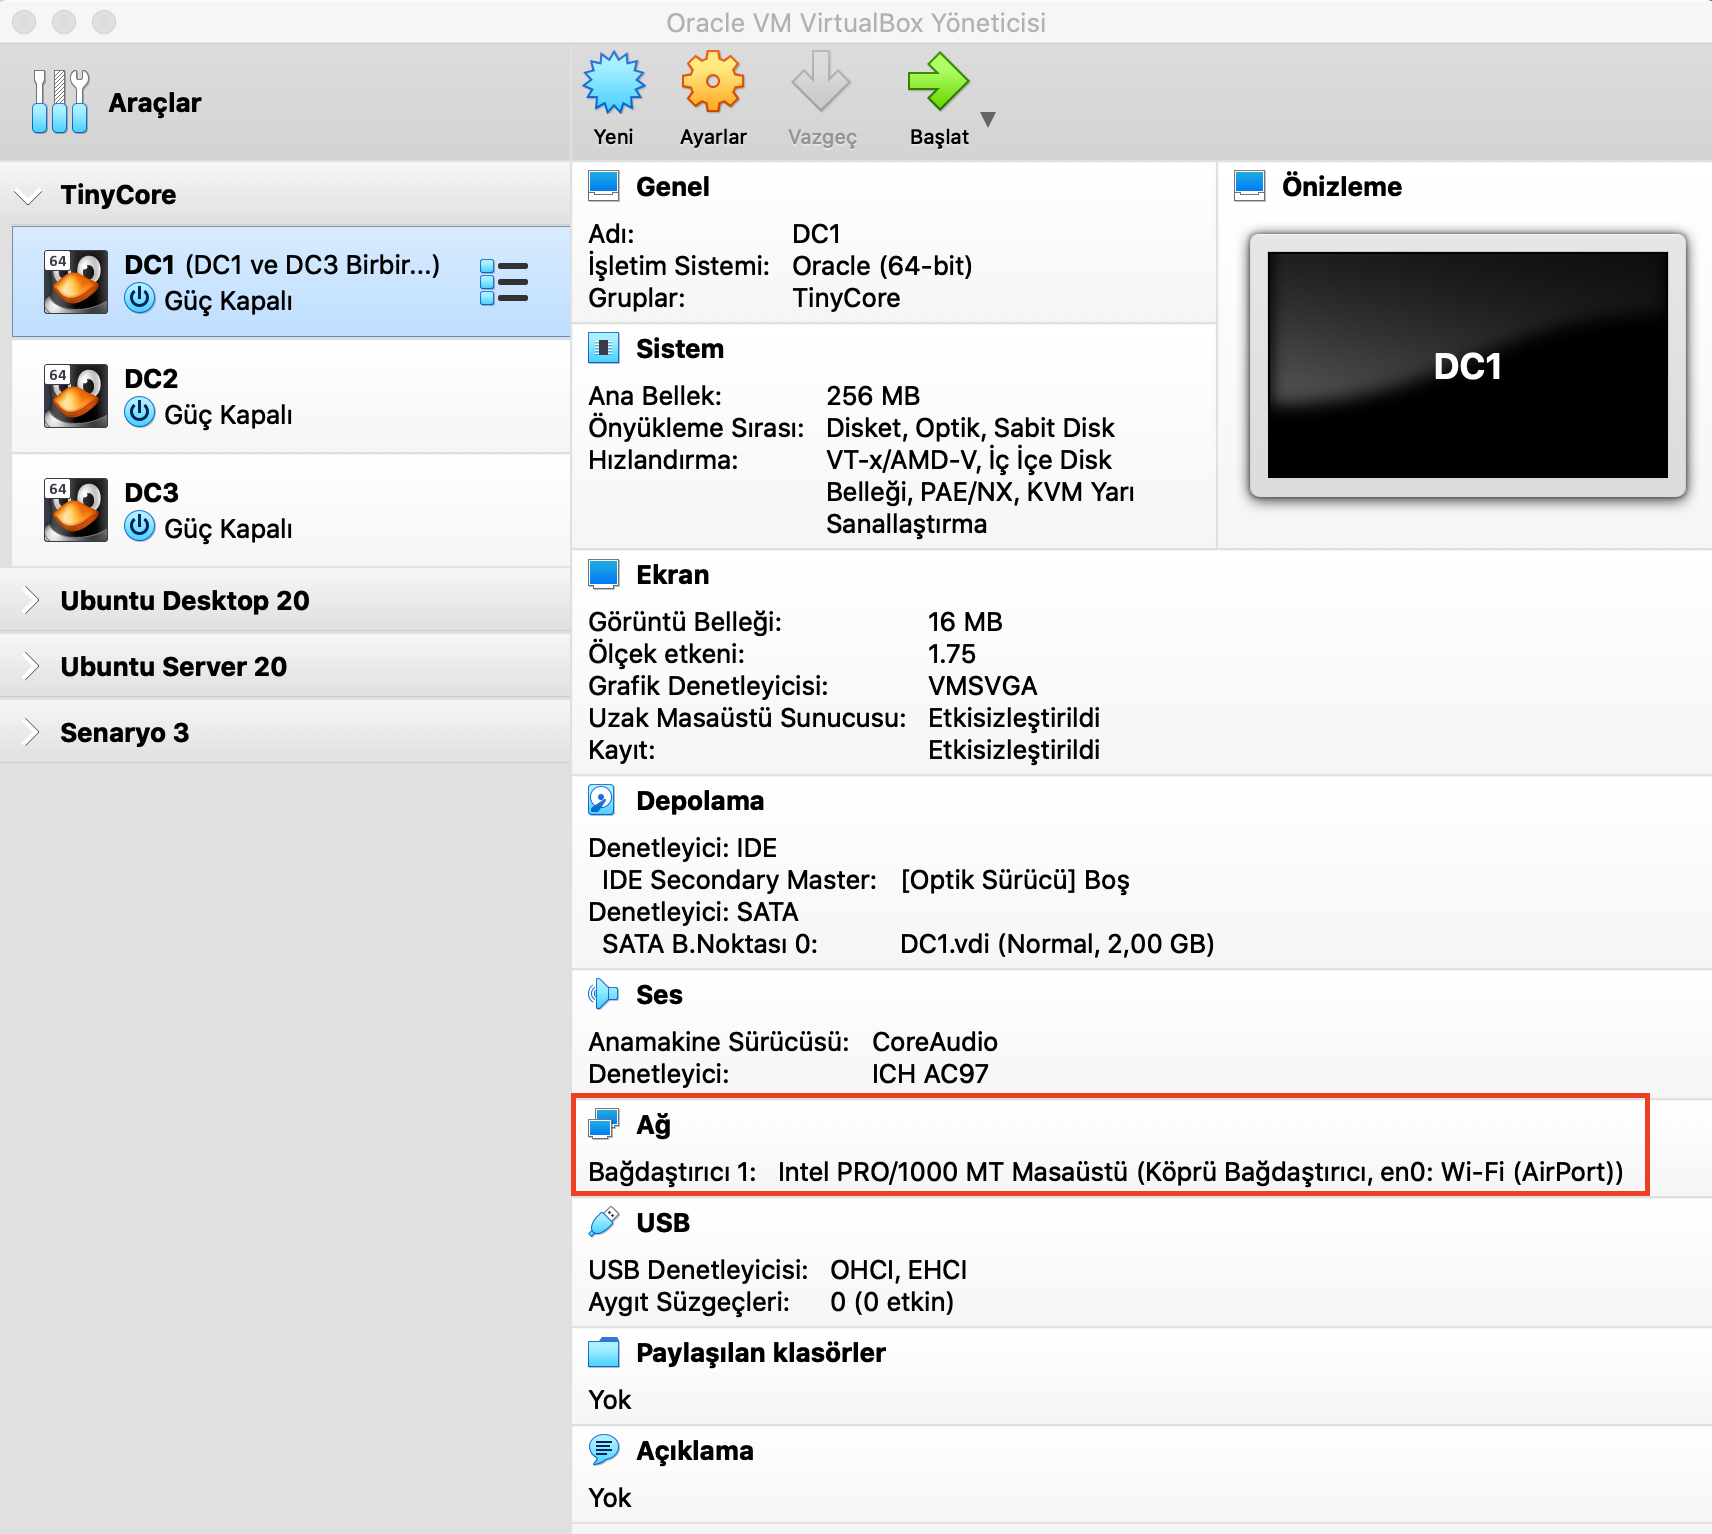 Oracle VM VirtualBox Yöneticisi
Araçlar
Yeni
Ayarlar
Vazgeç
Başlat
TinyCore
64
DC1 (DC1 ve DC3 Birbir...)
Güç Kapalı
64
DC2
Güç Kapalı
64
DC3
Güç Kapalı
Ubuntu Desktop 20
Ubuntu Server 20
Senaryo 3
Genel
Adı: DC1
İşletim Sistemi: Oracle (64-bit)
Gruplar: TinyCore
Önizleme
DC1
Sistem
Ana Bellek: 256 MB
Önyükleme Sırası: Disket, Optik, Sabit Disk
Hızlandırma: VT-x/AMD-V, İç İçe Disk
Belleği, PAE/NX, KVM Yarı
Sanallaştırma
Ekran
Görüntü Belleği: 16 MB
Ölçek etkeni: 1.75
Grafik Denetleyicisi: VMSVGA
Uzak Masaüstü Sunucusu: Etkisizleştirildi
Kayıt: Etkisizleştirildi
Depolama
Denetleyici: IDE
IDE Secondary Master: [Optik Sürücü] Boş
Denetleyici: SATA
SATA B.Noktası 0: DC1.vdi (Normal, 2,00 GB)
Ses
Anamakine Sürücüsü: CoreAudio
Denetleyici: ICH AC97
Ağ
Bağdaştırıcı 1: Intel PRO/1000 MT Masaüstü (Köprü Bağdaştırıcı, en0: Wi-Fi (AirPort))
USB
USB Denetleyicisi: OHCI, EHCI
Aygıt Süzgeçleri: 0 (0 etkin)
Paylaşılan klasörler
Yok
Açıklama
Yok